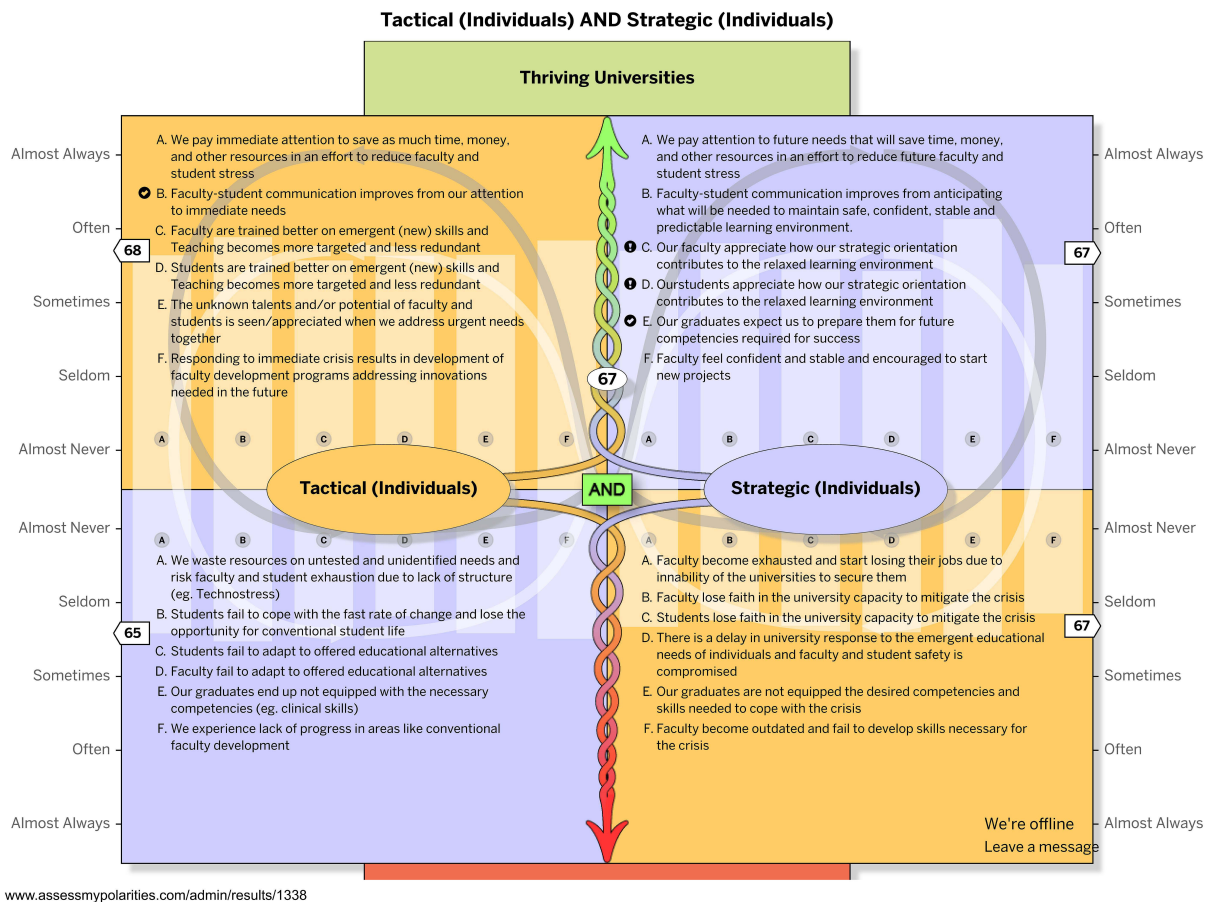 Tactical (Individuals) AND Strategic (Individuals)
Thriving Universities
Almost Always
Often
Sometimes
Seldom
Almost Never
68
A. We pay immediate attention to save as much time, money,
and other resources in an effort to reduce faculty and
student stress
B. Faculty-student communication improves from our attention
to immediate needs
C. Faculty are trained better on emergent (new) skills and
Teaching becomes more targeted and less redundant
D. Students are trained better on emergent (new) skills and
Teaching becomes more targeted and less redundant
E. The unknown talents and/or potential of faculty and
students is seen/appreciated when we address urgent needs
together
F. Responding to immediate crisis results in development of
faculty development programs addressing innovations
needed in the future
A B C D E F
67
A. We pay attention to future needs that will save time, money,
and other resources in an effort to reduce future faculty and
student stress
B. Faculty-student communication improves from anticipating
what will be needed to maintain safe, confident, stable and
predictable learning environment.
C. Our faculty appreciate how our strategic orientation
contributes to the relaxed learning environment
D. Ourstudents appreciate how our strategic orientation
contributes to the relaxed learning environment
E. Our graduates expect us to prepare them for future
competencies required for success
F. Faculty feel confident and stable and encouraged to start
new projects
A B C D E F
Almost Always
Often
67
Sometimes
Seldom
Almost Never
Tactical (Individuals)
AND
Strategic (Individuals)
Almost Never
Seldom
65
Sometimes
Often
Almost Always
A B C D E F
A. We waste resources on untested and unidentified needs and
risk faculty and student exhaustion due to lack of structure
(eg. Technostress)
B. Students fail to cope with the fast rate of change and lose the
opportunity for conventional student life
C. Students fail to adapt to offered educational alternatives
D. Faculty fail to adapt to offered educational alternatives
E. Our graduates end up not equipped with the necessary
competencies (eg. clinical skills)
F. We experience lack of progress in areas like conventional
faculty development
A B C D E F
A. Faculty become exhausted and start losing their jobs due to
innability of the universities to secure them
B. Faculty lose faith in the university capacity to mitigate the crisis
C. Students lose faith in the university capacity to mitigate the crisis
D. There is a delay in university response to the emergent educational
needs of individuals and faculty and student safety is
compromised
E. Our graduates are not equipped the desired competencies and
skills needed to cope with the crisis
F. Faculty become outdated and fail to develop skills necessary for
the crisis
Almost Never
Seldom
67
Sometimes
Often
Almost Always
We're offline
Leave a message
www.assessmypolarities.com/admin/results/1338